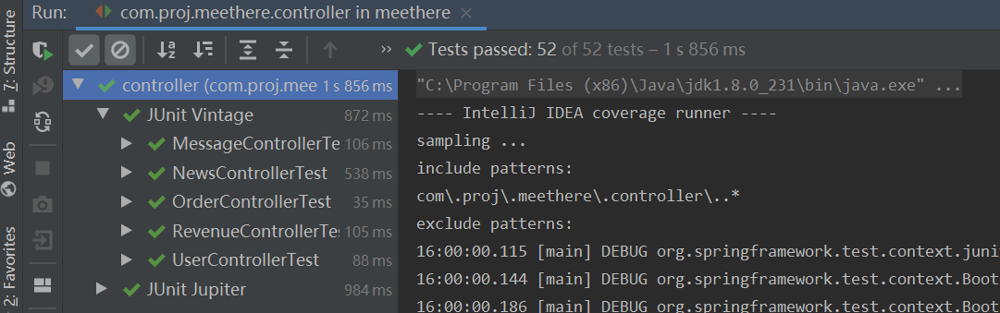 Run: com.proj.meethere.controller in meethere
Tests passed: 52 of 52 tests – 1 s 856 ms
controller (com.proj.mee 1 s 856 ms
JUnit Vintage 872 ms
MessageControllerTe 106 ms
NewsControllerTest 538 ms
OrderControllerTest 35 ms
RevenueControllerTe 105 ms
UserControllerTest 88 ms
JUnit Jupiter 984 ms
"C:\Program Files (x86)\Java\jdk1.8.0_231\bin\java.exe" ...
---- IntelliJ IDEA coverage runner ----
sampling ...
include patterns:
com\.proj\.meethere\.controller\..*
exclude patterns:
16:00:00.115 [main] DEBUG org.springframework.test.context.juni
16:00:00.144 [main] DEBUG org.springframework.test.context.Boot
16:00:00.186 [main] DEBUG org.springframework.test.context.Boot
7: Structure
Web
2: Favorites